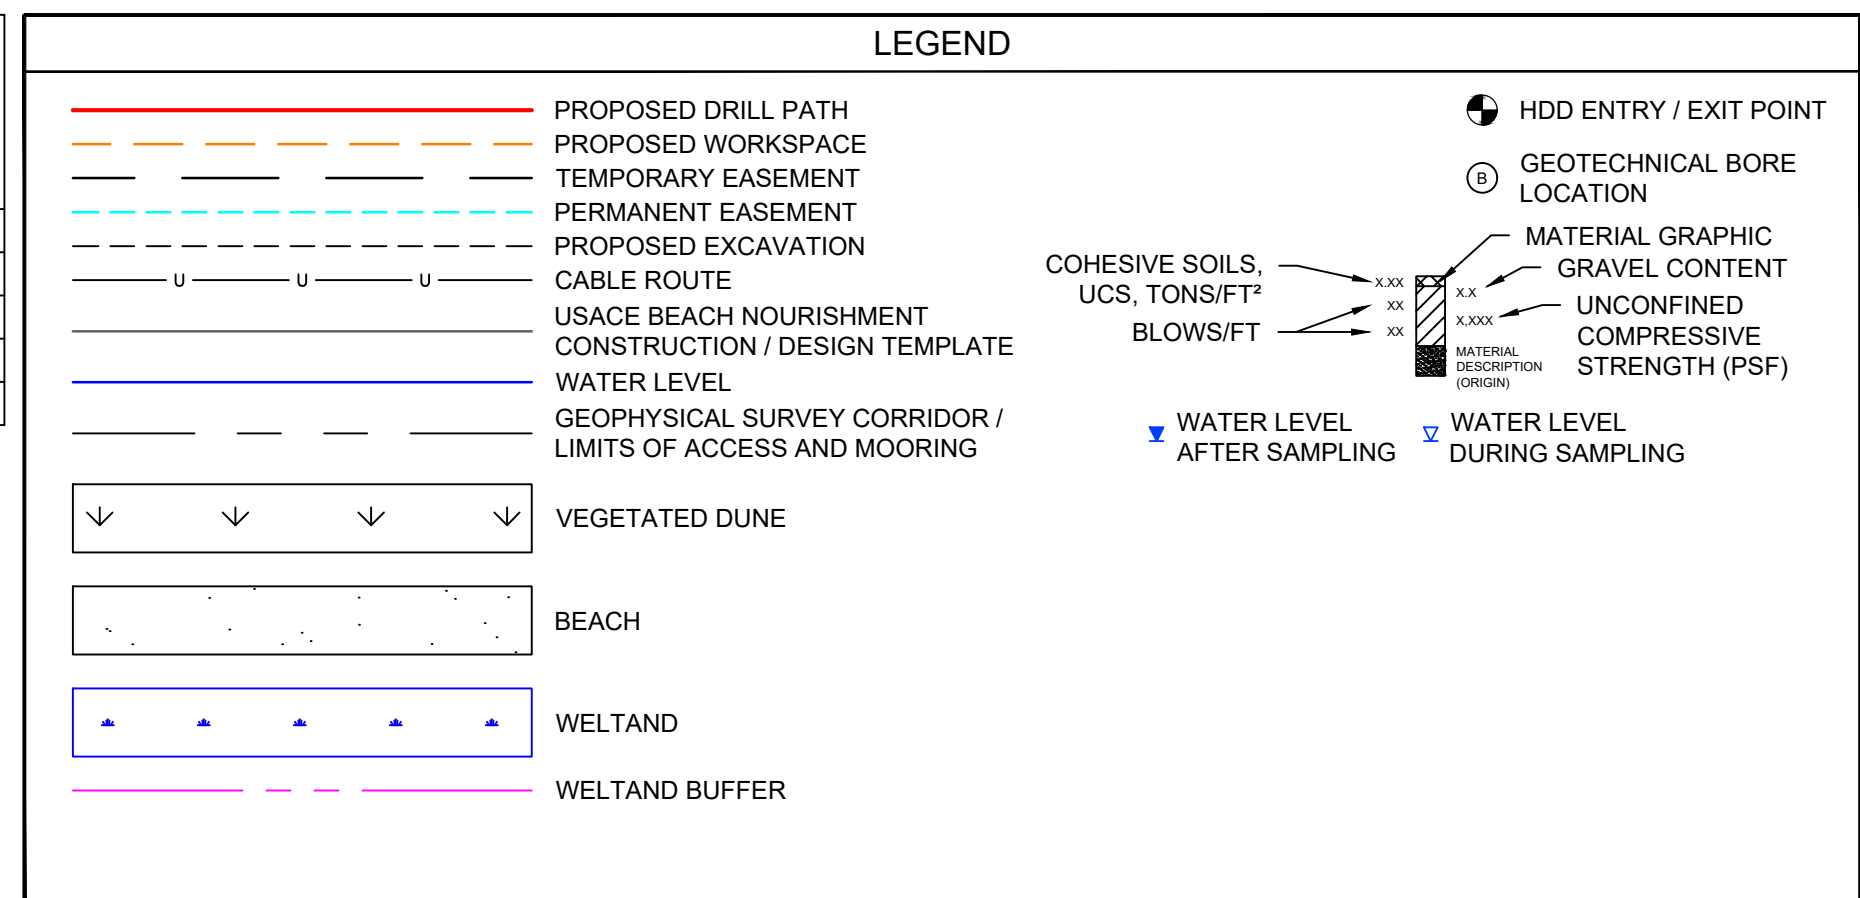 LEGEND
PROPOSED DRILL PATH
PROPOSED WORKSPACE
TEMPORARY EASEMENT
PERMANENT EASEMENT
PROPOSED EXCAVATION
U U U
CABLE ROUTE
USACE BEACH NOURISHMENT
CONSTRUCTION / DESIGN TEMPLATE
WATER LEVEL
GEOPHYSICAL SURVEY CORRIDOR /
LIMITS OF ACCESS AND MOORING
VEGETATED DUNE
BEACH
WELTAND
WELTAND BUFFER
HDD ENTRY / EXIT POINT
B
GEOTECHNICAL BORE
LOCATION
COHESIVE SOILS,
UCS, TONS/FT²
BLOWS/FT
X.XX
XX
XX
X.X
X,XXX
MATERIAL
DESCRIPTION
(ORIGIN)
MATERIAL GRAPHIC
GRAVEL CONTENT
UNCONFINED
COMPRESSIVE
STRENGTH (PSF)
WATER LEVEL
AFTER SAMPLING
WATER LEVEL
DURING SAMPLING